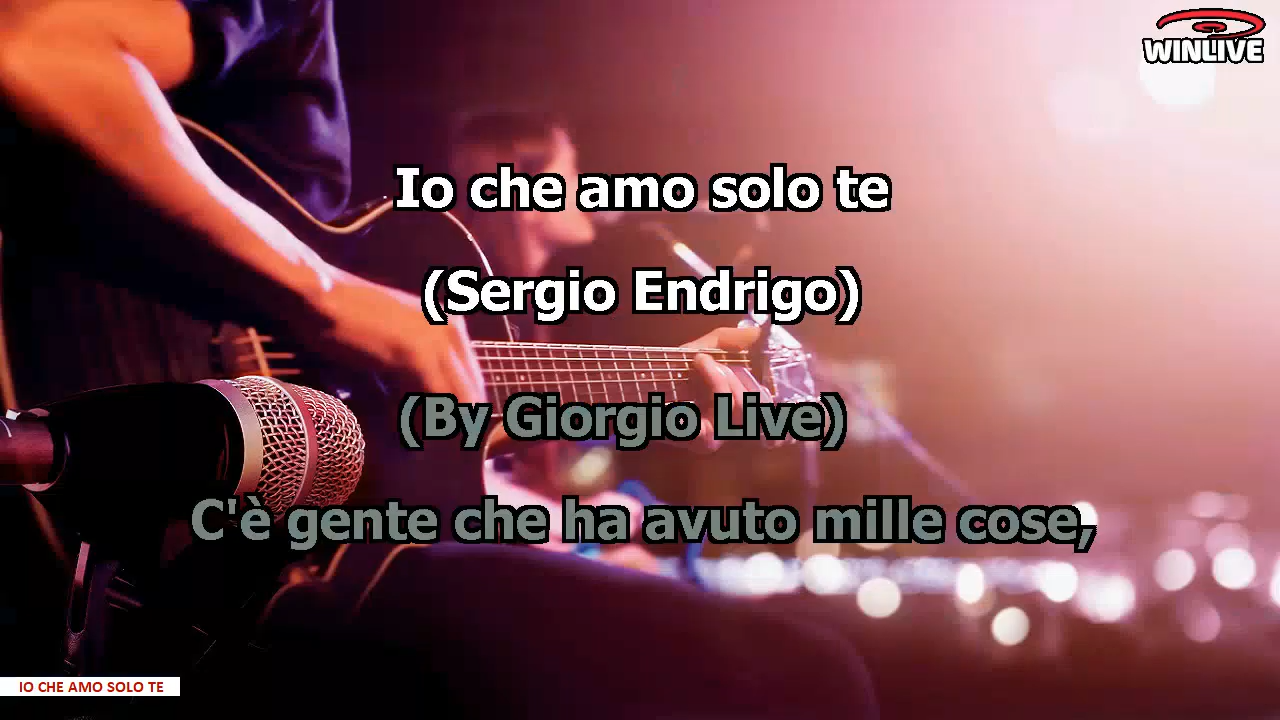 WINLIVE
Io che amo solo te
(Sergio Endrigo)
(By Giorgio Live)
C'è gente che ha avuto mille cose,
IO CHE AMO SOLO TE